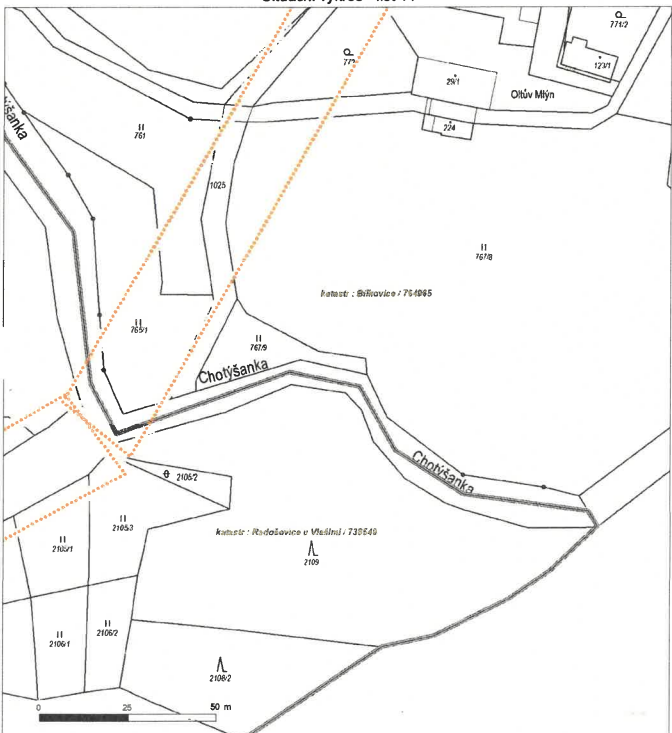 771/2
123/1
29/1
Oltův Mlýn
224
761
1025
767/8
katastr : Bílkovice / 764965
765/1
767/9
Chotýšanka
Chotýšanka
2105/2
2105/3
katastr : Radošovice u Vlašimi / 738549
2105/1
2109
2106/2
2106/1
2108/2
0 25 50 m